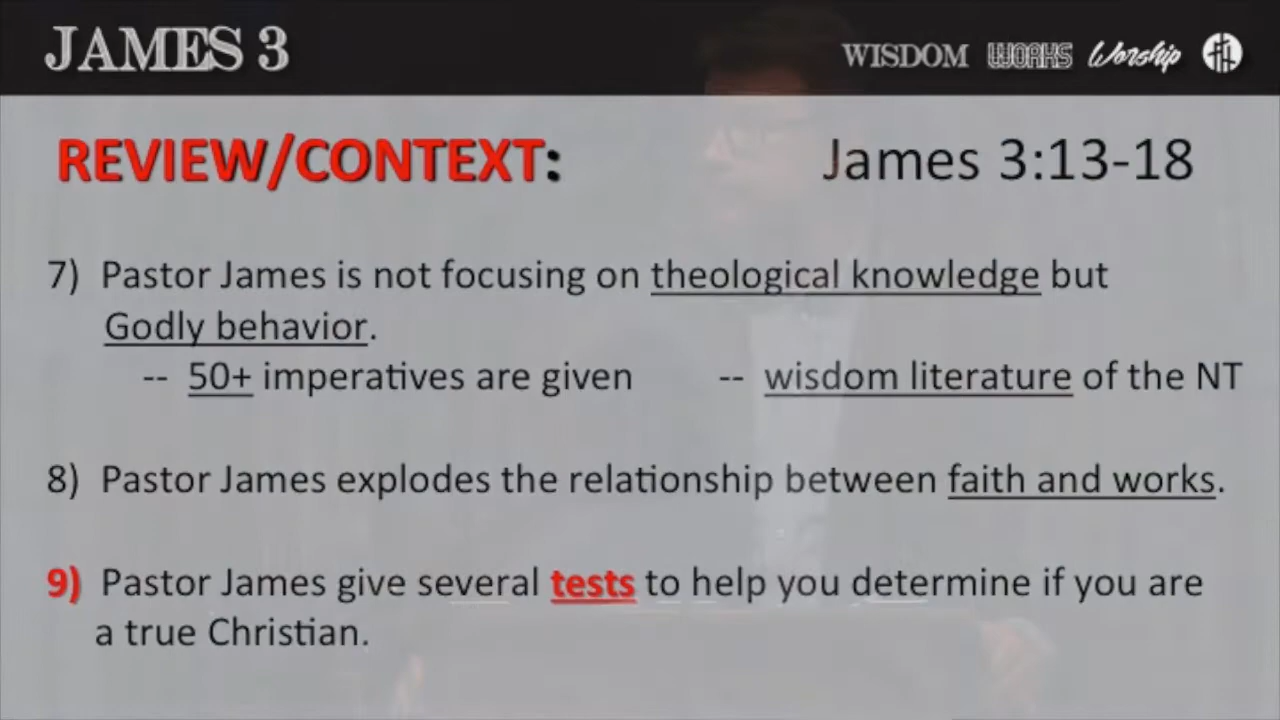 JAMES 3
WISDOM WORKS Worship
REVIEW/CONTEXT: James 3:13-18
7) Pastor James is not focusing on theological knowledge but
Godly behavior.
-- 50+ imperatives are given -- wisdom literature of the NT
8) Pastor James explodes the relationship between faith and works.
9) Pastor James give several tests to help you determine if you are
a true Christian.